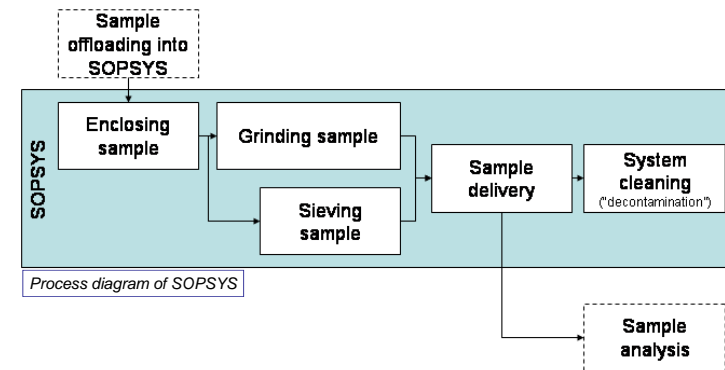 Sample
offloading into
SOPSYS
SOPSYS
Enclosing
sample
Grinding sample
Sieving
sample
Sample
delivery
System
cleaning
("decontamination")
Process diagram of SOPSYS
Sample
analysis